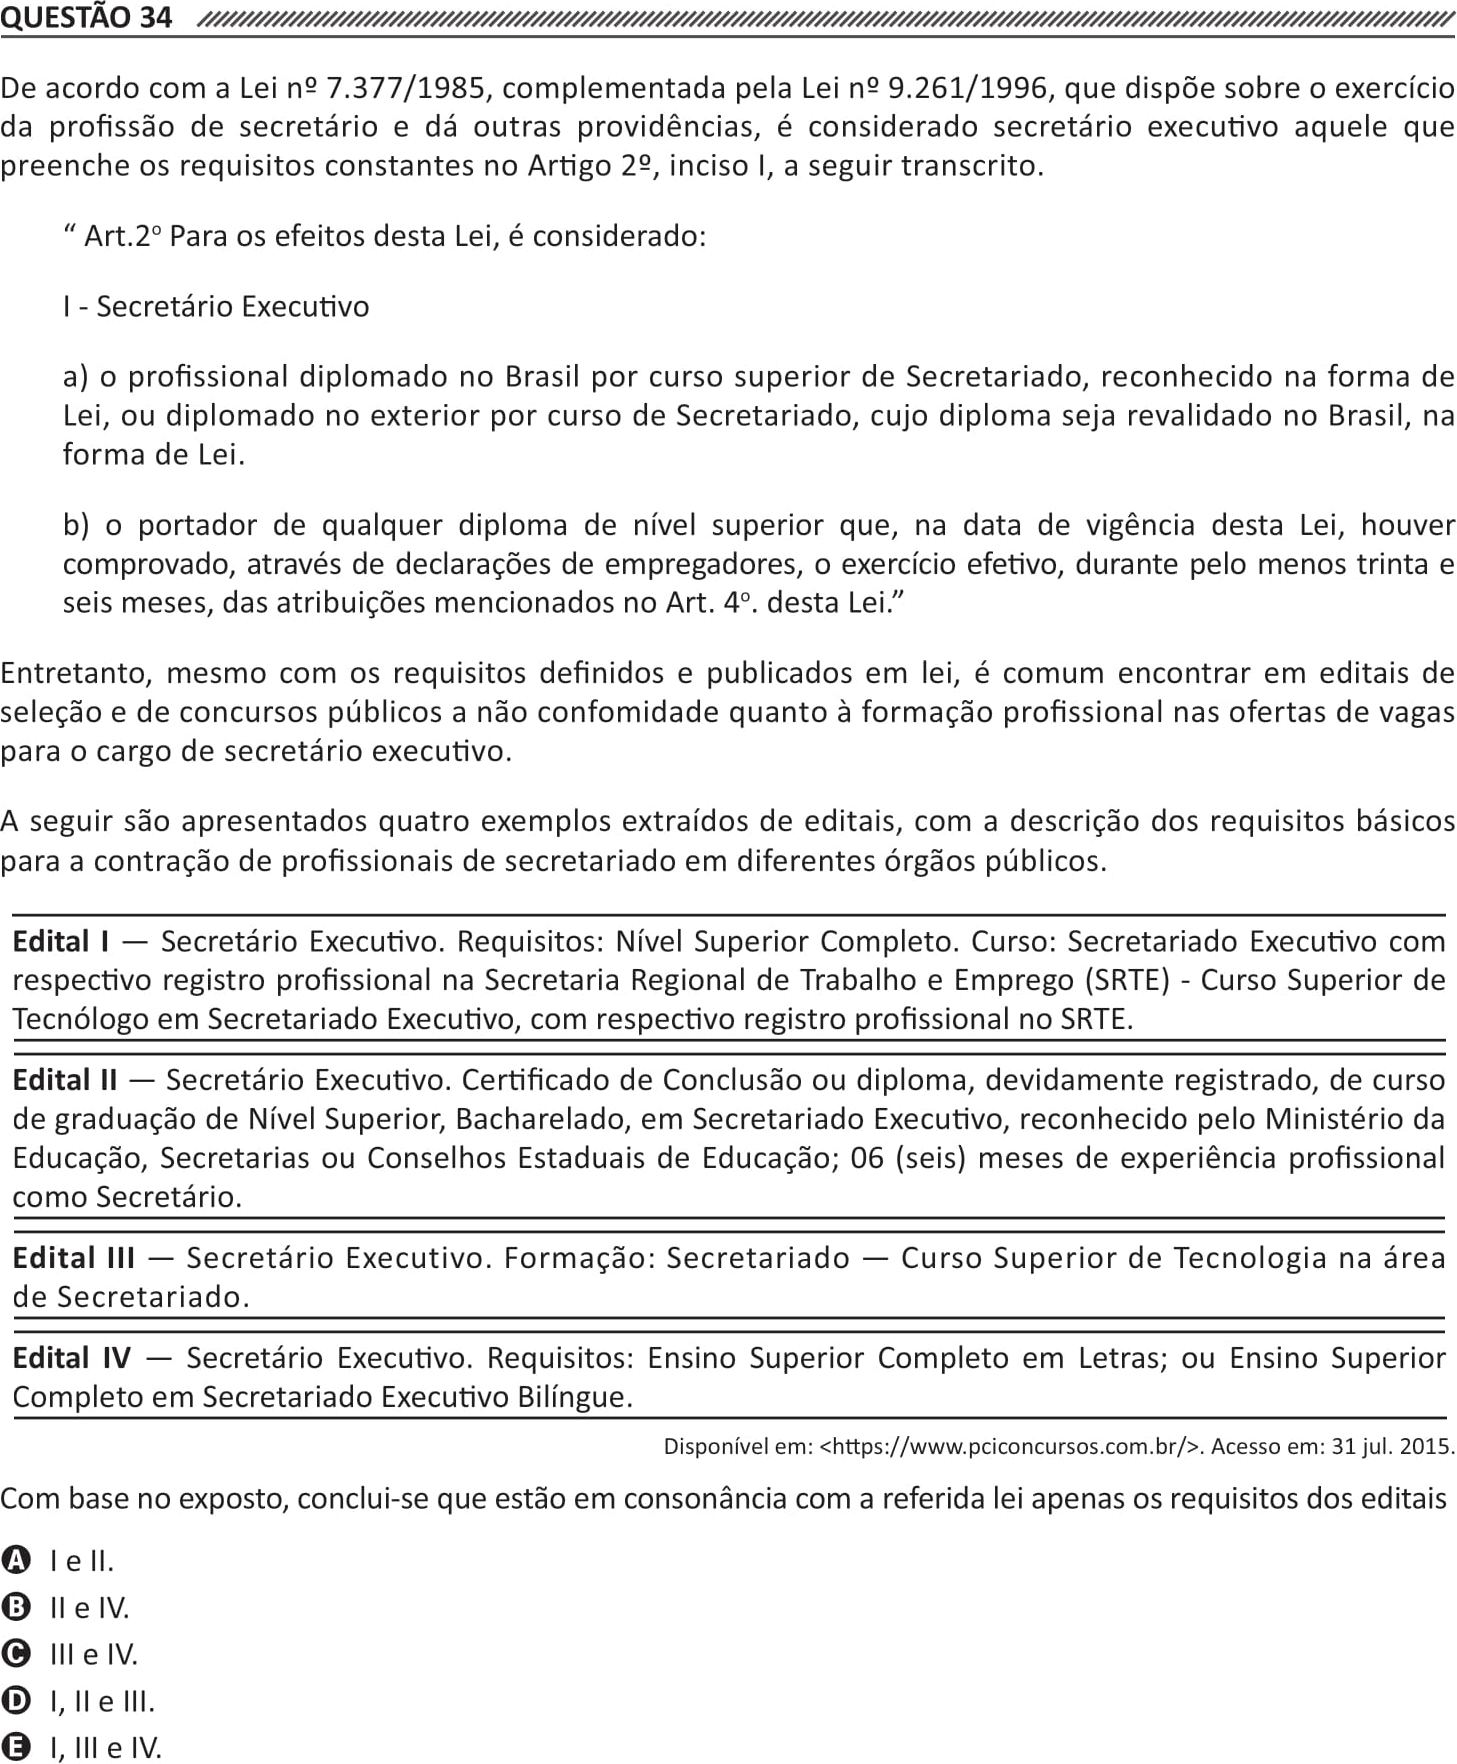 QUESTÃO 34
De acordo com a Lei nº 7.377/1985, complementada pela Lei nº 9.261/1996, que dispõe sobre o exercício
da profissão de secretário e dá outras providências, é considerado secretário executivo aquele que
preenche os requisitos constantes no Artigo 2º, inciso I, a seguir transcrito.
“ Art.2º Para os efeitos desta Lei, é considerado:
I - Secretário Executivo
a) o profissional diplomado no Brasil por curso superior de Secretariado, reconhecido na forma de
Lei, ou diplomado no exterior por curso de Secretariado, cujo diploma seja revalidado no Brasil, na
forma de Lei.
b) o portador de qualquer diploma de nível superior que, na data de vigência desta Lei, houver
comprovado, através de declarações de empregadores, o exercício efetivo, durante pelo menos trinta e
seis meses, das atribuições mencionados no Art. 4º. desta Lei.”
Entretanto, mesmo com os requisitos definidos e publicados em lei, é comum encontrar em editais de
seleção e de concursos públicos a não confomidade quanto à formação profissional nas ofertas de vagas
para o cargo de secretário executivo.
A seguir são apresentados quatro exemplos extraídos de editais, com a descrição dos requisitos básicos
para a contração de profissionais de secretariado em diferentes órgãos públicos.
Edital I — Secretário Executivo. Requisitos: Nível Superior Completo. Curso: Secretariado Executivo com
respectivo registro profissional na Secretaria Regional de Trabalho e Emprego (SRTE) - Curso Superior de
Tecnólogo em Secretariado Executivo, com respectivo registro profissional no SRTE.
Edital II — Secretário Executivo. Certificado de Conclusão ou diploma, devidamente registrado, de curso
de graduação de Nível Superior, Bacharelado, em Secretariado Executivo, reconhecido pelo Ministério da
Educação, Secretarias ou Conselhos Estaduais de Educação; 06 (seis) meses de experiência profissional
como Secretário.
Edital III — Secretário Executivo. Formação: Secretariado — Curso Superior de Tecnologia na área
de Secretariado.
Edital IV — Secretário Executivo. Requisitos: Ensino Superior Completo em Letras; ou Ensino Superior
Completo em Secretariado Executivo Bilíngue.
Disponível em: <https://www.pciconcursos.com.br/>. Acesso em: 31 jul. 2015.
Com base no exposto, conclui-se que estão em consonância com a referida lei apenas os requisitos dos editais
A I e II.
B II e IV.
C III e IV.
D I, II e III.
E I, III e IV.